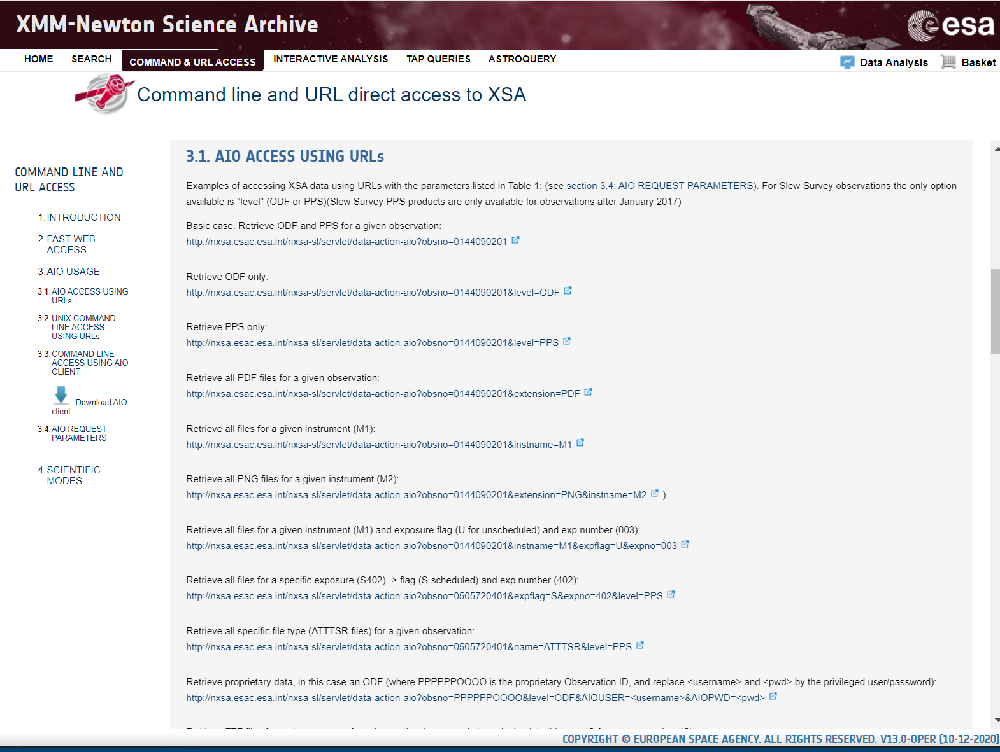 XMM-Newton Science Archive
esa
HOME
SEARCH
COMMAND & URL ACCESS
INTERACTIVE ANALYSIS
TAP QUERIES
ASTROQUERY
Data Analysis
Basket
Command line and URL direct access to XSA
COMMAND LINE AND
URL ACCESS
1. INTRODUCTION
2. FAST WEB
ACCESS
3. AIO USAGE
3.1. AIO ACCESS USING
URLs
3.2. UNIX COMMAND-
LINE ACCESS
USING URLs
3.3. COMMAND LINE
ACCESS USING AIO
CLIENT
Download AIO
client
3.4. AIO REQUEST
PARAMETERS
4. SCIENTIFIC
MODES
3.1. AIO ACCESS USING URLs
Examples of accessing XSA data using URLs with the parameters listed in Table 1: (see section 3.4: AIO REQUEST PARAMETERS). For Slew Survey observations the only option
available is "level" (ODF or PPS)(Slew Survey PPS products are only available for observations after January 2017)
Basic case. Retrieve ODF and PPS for a given observation:
http://nxsa.esac.esa.int/nxsa-sl/servlet/data-action-aio?obsno=0144090201
Retrieve ODF only:
http://nxsa.esac.esa.int/nxsa-sl/servlet/data-action-aio?obsno=0144090201&level=ODF
Retrieve PPS only:
http://nxsa.esac.esa.int/nxsa-sl/servlet/data-action-aio?obsno=0144090201&level=PPS
Retrieve all PDF files for a given observation:
http://nxsa.esac.esa.int/nxsa-sl/servlet/data-action-aio?obsno=0144090201&extension=PDF
Retrieve all files for a given instrument (M1):
http://nxsa.esac.esa.int/nxsa-sl/servlet/data-action-aio?obsno=0144090201&instname=M1
Retrieve all PNG files for a given instrument (M2):
http://nxsa.esac.esa.int/nxsa-sl/servlet/data-action-aio?obsno=0144090201&extension=PNG&instname=M2 )
Retrieve all files for a given instrument (M1) and exposure flag (U for unscheduled) and exp number (003):
http://nxsa.esac.esa.int/nxsa-sl/servlet/data-action-aio?obsno=0144090201&instname=M1&expflag=U&expno=003
Retrieve all files for a specific exposure (S402) -> flag (S-scheduled) and exp number (402):
http://nxsa.esac.esa.int/nxsa-sl/servlet/data-action-aio?obsno=0505720401&expflag=S&expno=402&level=PPS
Retrieve all specific file type (ATTTSR files) for a given observation:
http://nxsa.esac.esa.int/nxsa-sl/servlet/data-action-aio?obsno=0505720401&name=ATTTSR&level=PPS
Retrieve proprietary data, in this case an ODF (where PPPPPPOOOO is the proprietary Observation ID, and replace <username> and <pwd> by the privileged user/password):
http://nxsa.esac.esa.int/nxsa-sl/servlet/data-action-aio?obsno=PPPPPPOOOO&level=ODF&AIOUSER=<username>&AIOPWD=<pwd>
COPYRIGHT © EUROPEAN SPACE AGENCY. ALL RIGHTS RESERVED. V13.0-OPER (10-12-2020)